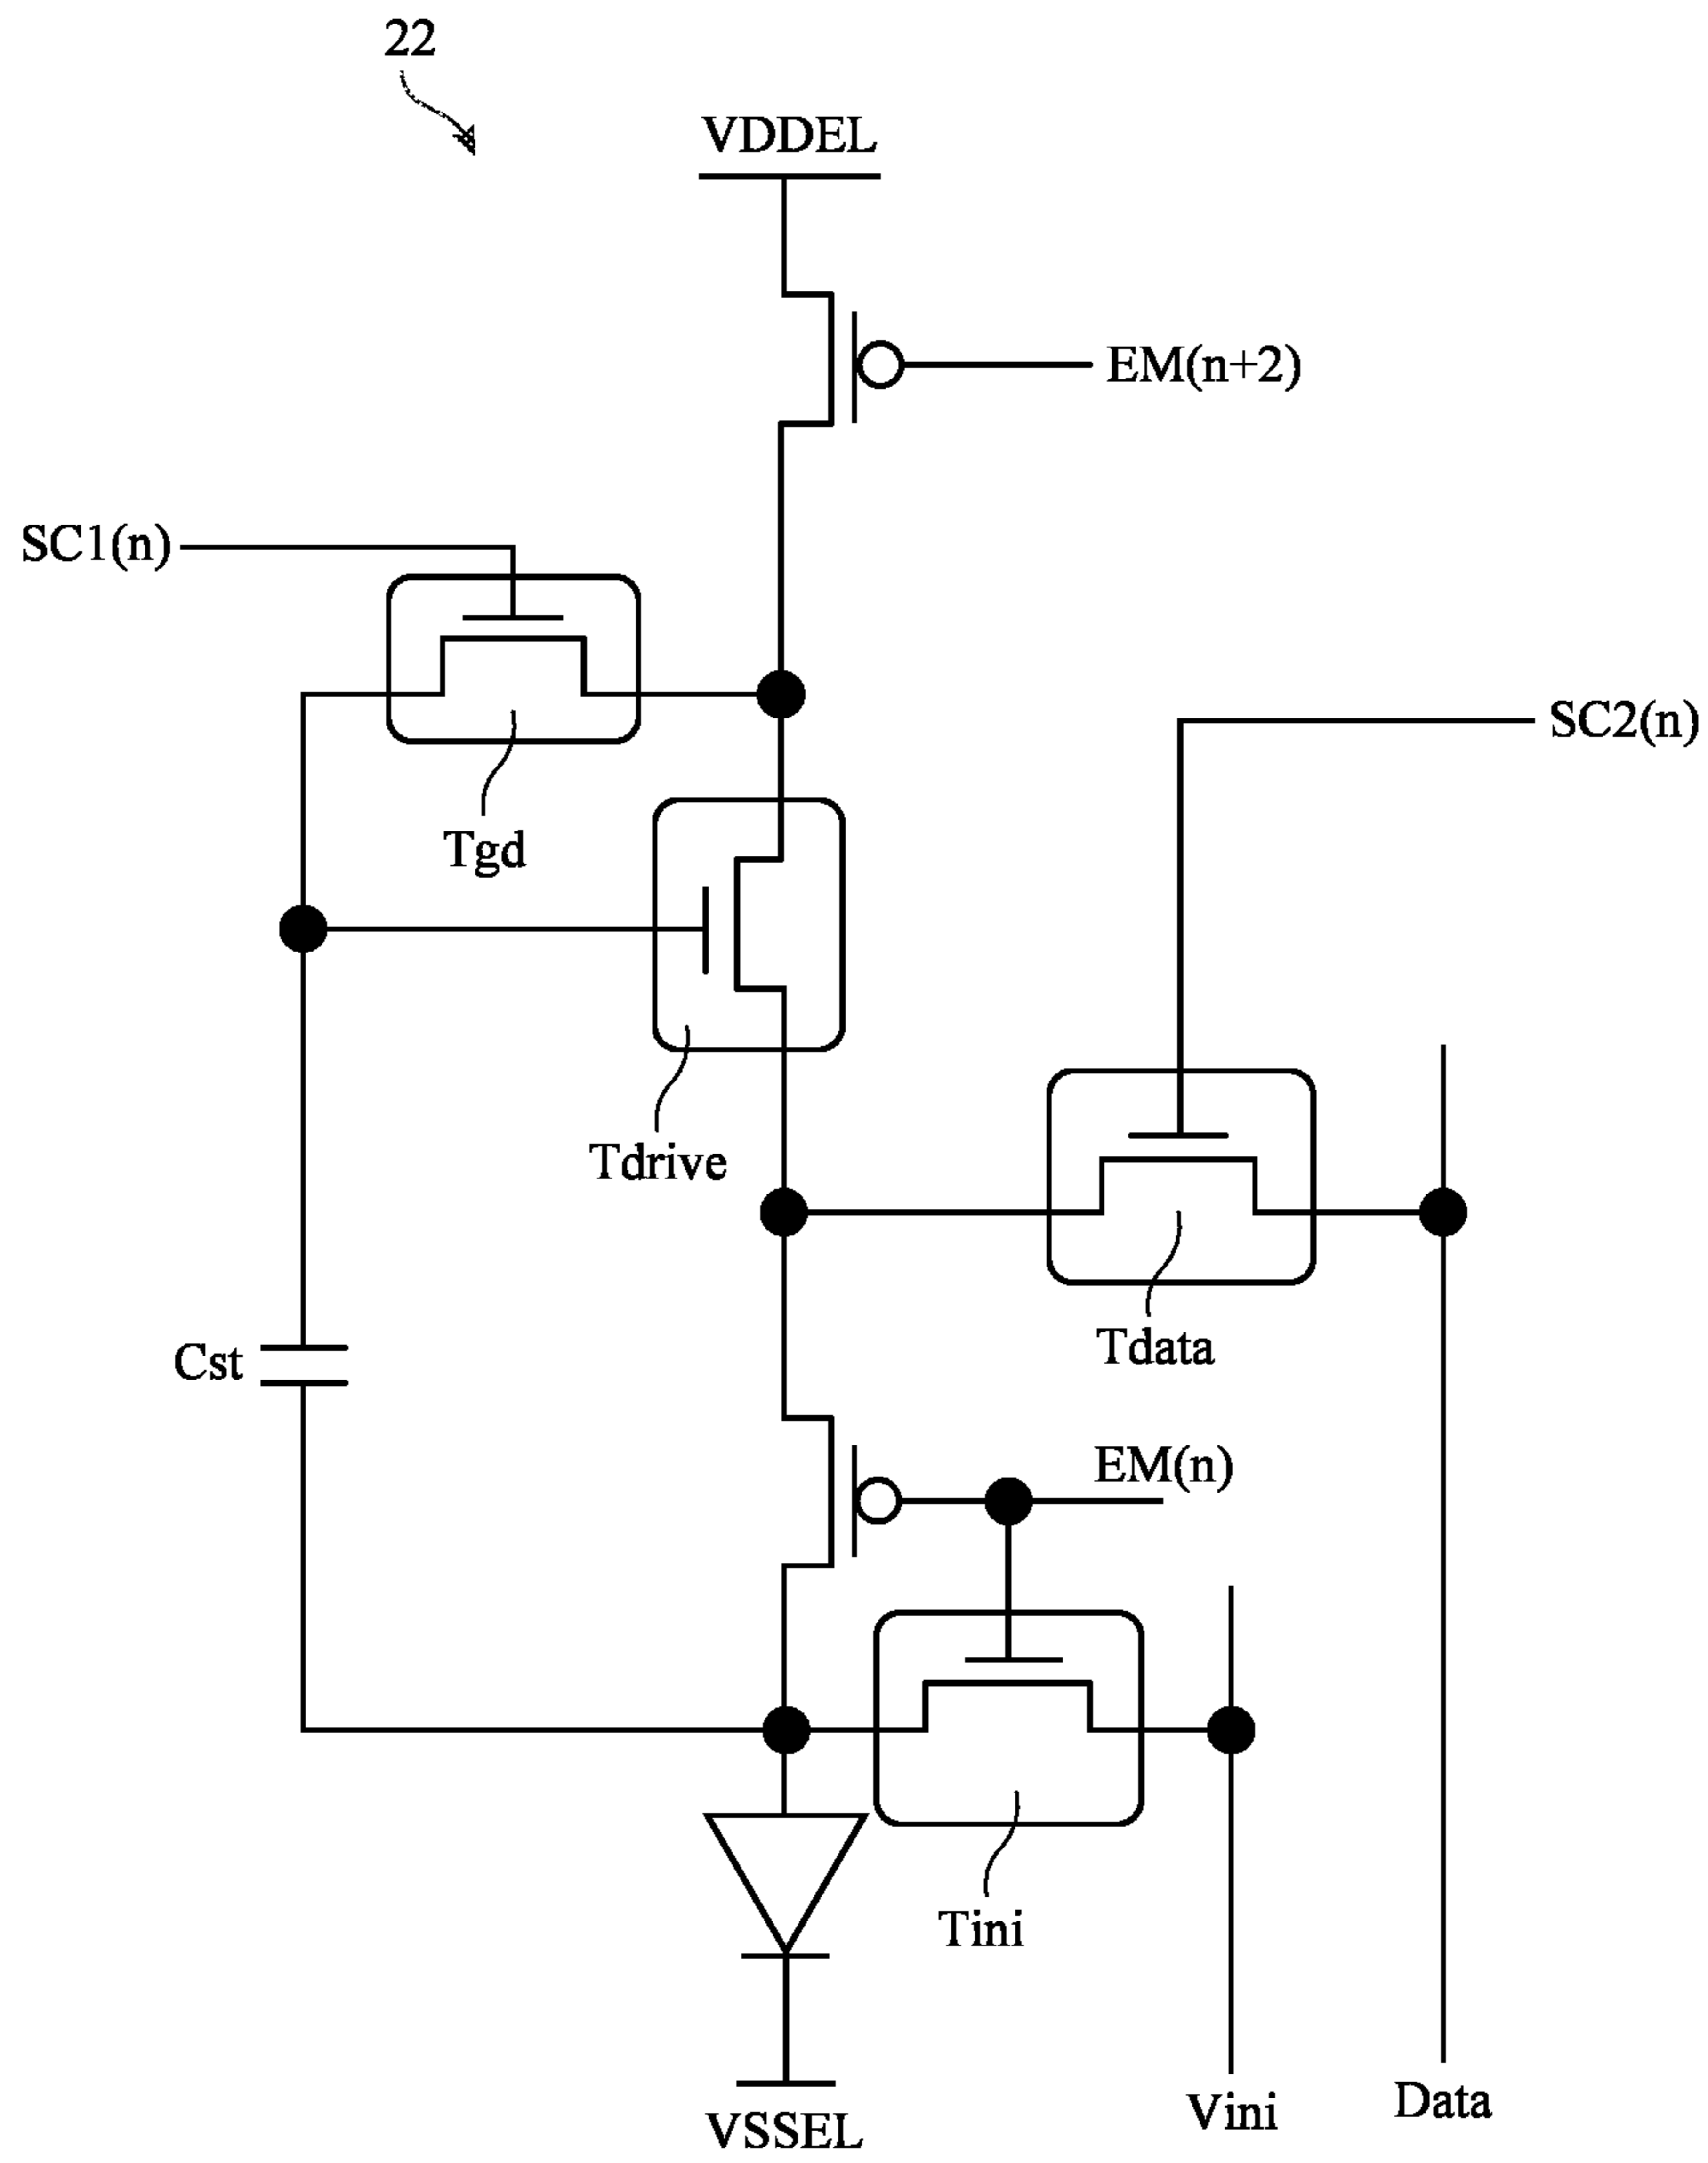 22
VDDEL
EM(n+2)
SC1(n)
SC2(n)
Tgd
Tdrive
Tdata
Cst
EM(n)
Tini
Vini
Data
VSSEL